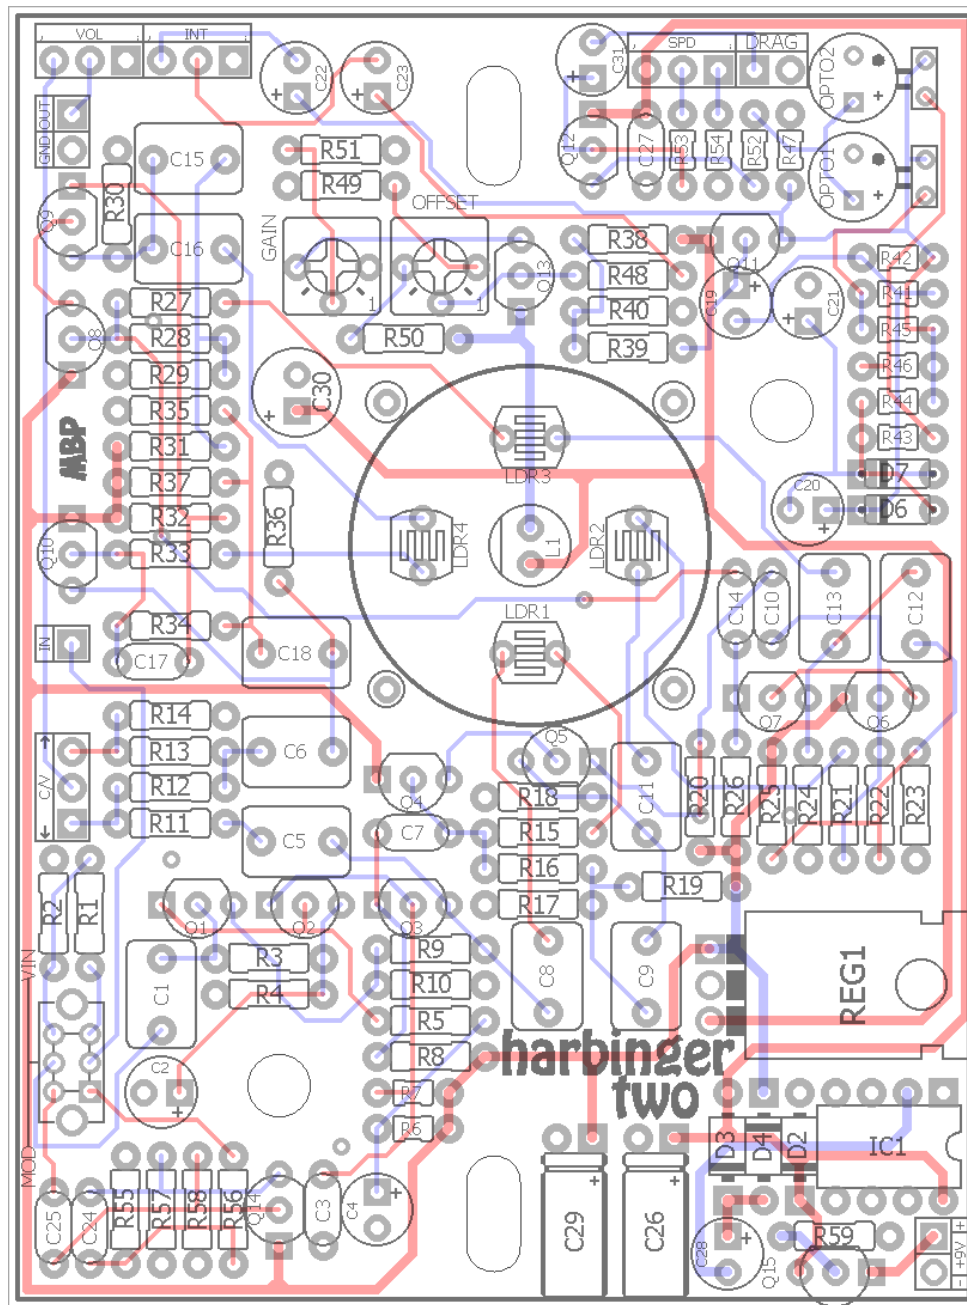 VOL INT
SPD DRAG
C22 C23 C31 OPTO2
GND OUT
C15 R51 Q12 C27 R53 R54 R52 R47 OPTO1
R30 R49
Q9 OFFSET
C16 GAIN R38 Q11 R42
R48 Q13
R27 1 1 R40 C19 C21 R41
Q8 R28 R50 R39 R45
R29 R46
C30
R35 R44
MBP R31 R43
R37 LDR3 D7
R36 C20
R32 D6
Q10 R33 LDR4 L1 LDR2
C14 C10 C13 C12
IN R34 LDR1
C17 C18
R14 Q7 Q6
C/V R13 C6 Q5
R12 Q4 R18 C11 R20 R26 R25 R24 R21 R22 R23
R11 C5 C7 R15
R16
R2 R1 R17 R19
Q1 Q2 Q3
VIN R3 R9
C1 R4 R10 C8 C9 REG1
R5
harbinger
C2 R8
two
R7
R6
D3 D4 D2 IC1
MOD
C25 C24 R55 R57 R58 R56 Q14 C3 C4 C29 C26
C28 Q15 R59 - +9V +